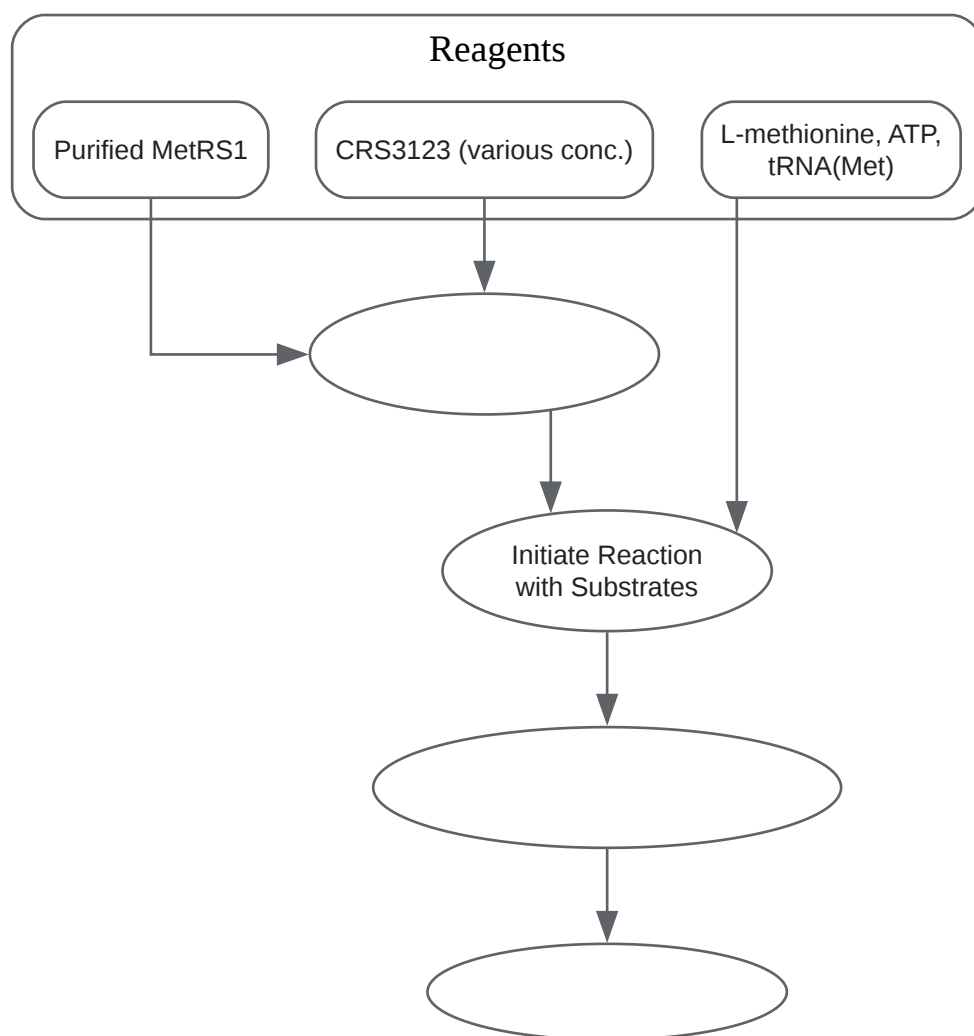 Reagents
Purified MetRS1
CRS3123 (various conc.)
L-methionine, ATP,
tRNA(Met)
Initiate Reaction
with Substrates